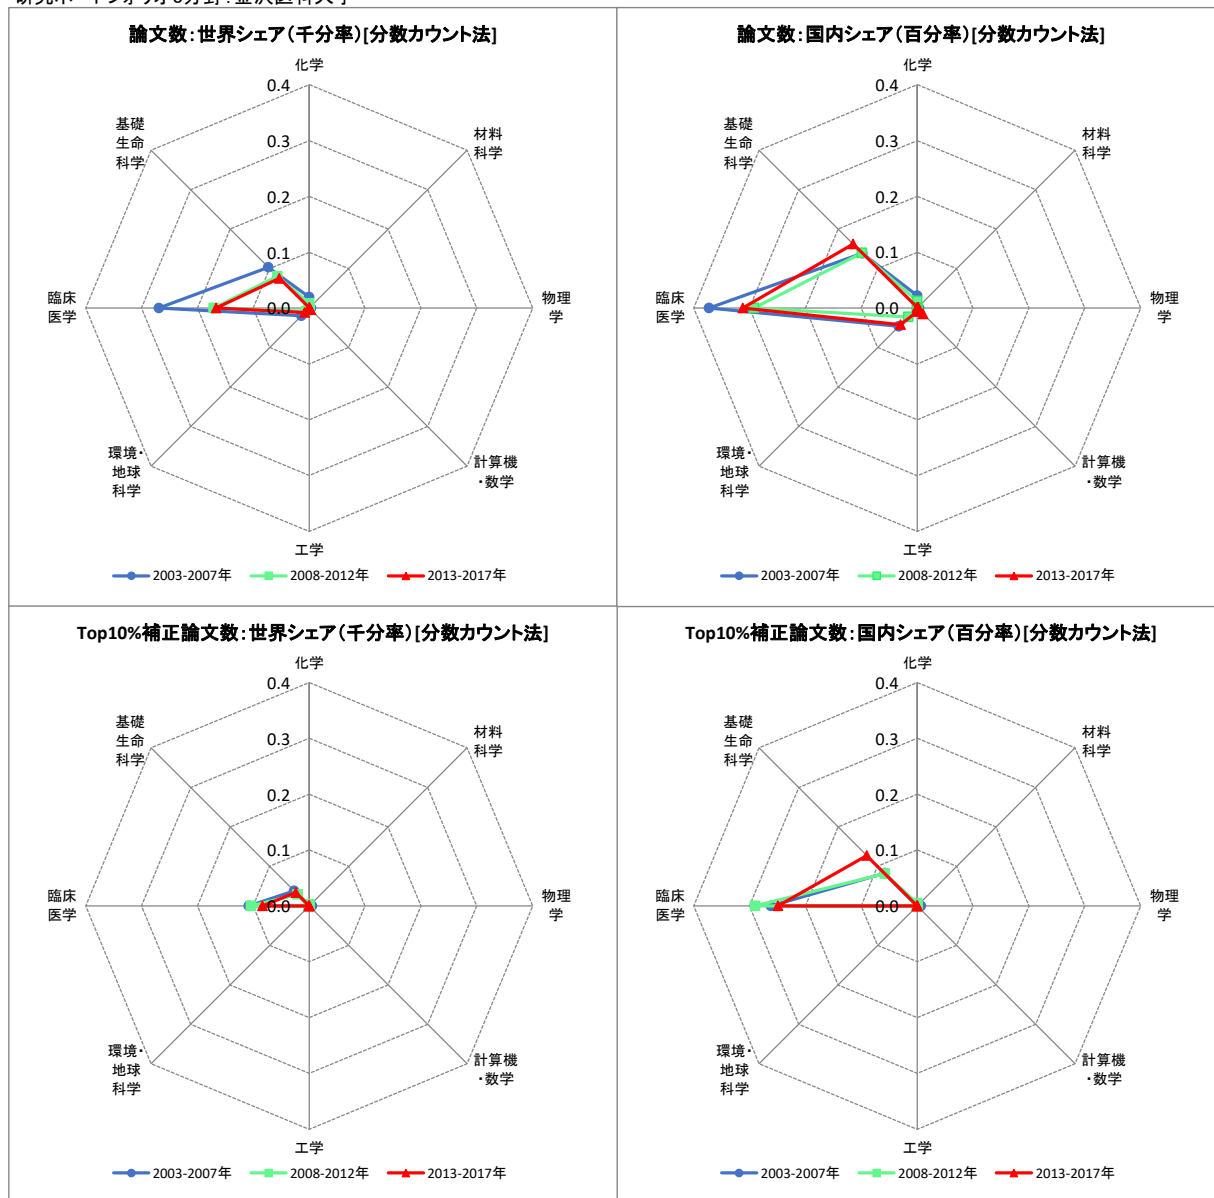 論文数:世界シェア(千分率)[分数カウント法]
化学
0.4
0.3
0.2
0.1
0.0
材料
科学
物理
学
計算機
・数学
工学
環境・
地球
科学
臨床
医学
基礎
生命
科学
2003-2007年 2008-2012年 2013-2017年
論文数:国内シェア(百分率)[分数カウント法]
化学
0.4
0.3
0.2
0.1
0.0
材料
科学
物理
学
計算機
・数学
工学
環境・
地球
科学
臨床
医学
基礎
生命
科学
2003-2007年 2008-2012年 2013-2017年
Top10%補正論文数:世界シェア(千分率)[分数カウント法]
化学
0.4
0.3
0.2
0.1
0.0
材料
科学
物理
学
計算機
・数学
工学
環境・
地球
科学
臨床
医学
基礎
生命
科学
2003-2007年 2008-2012年 2013-2017年
Top10%補正論文数:国内シェア(百分率)[分数カウント法]
化学
0.4
0.3
0.2
0.1
0.0
材料
科学
物理
学
計算機
・数学
工学
環境・
地球
科学
臨床
医学
基礎
生命
科学
2003-2007年 2008-2012年 2013-2017年